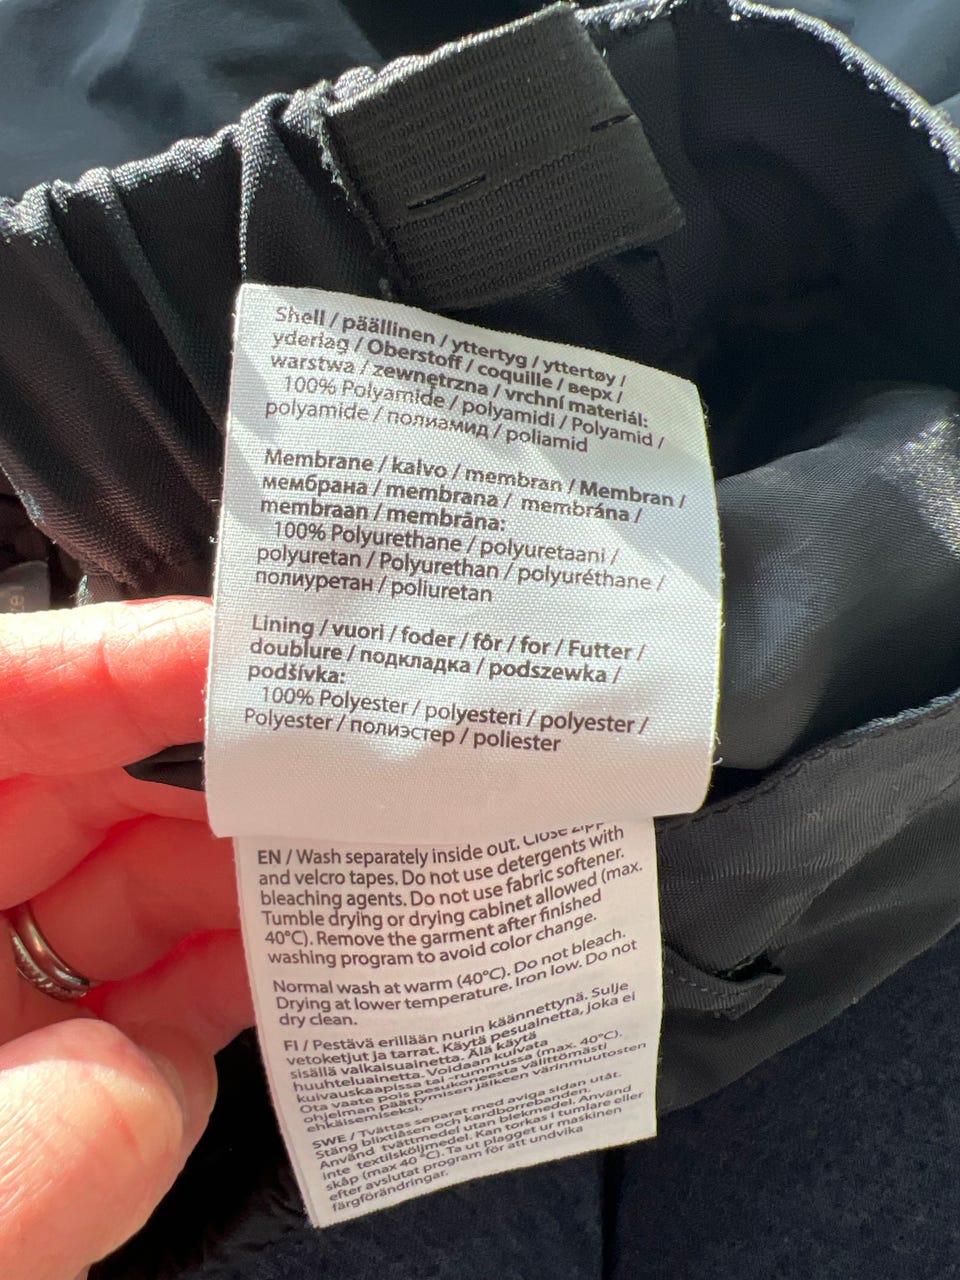 Shell / päällinen / yttertyg / yttertøy /
yderlag / Oberstoff / coquille / верх /
warstwa / zewnętrzna / vrchní materiál:
100% Polyamide / polyamidi / Polyamid /
polyamide / полиамид / poliamid
Membrane / kalvo / membran / Membran /
мембрана / membrana / membrána /
membraan / membrāna:
100% Polyurethane / polyuretaani /
polyuretan / Polyurethan / polyuréthane /
полиуретан / poliuretan
Lining / vuori / foder / fôr / for / Futter /
doublure / подкладка / podszewka /
podšívka:
100% Polyester / polyesteri / polyester /
Polyester / полиэстер / poliester
EN / Wash separately inside out. Close
and velcro tapes. Do not use detergents with
bleaching agents. Do not use fabric softener.
Tumble drying or drying cabinet allowed (max.
40°C). Remove the garment after finished
washing program to avoid color change.
Normal wash at warm (40°C). Do not bleach.
Drying at lower temperature. Iron low. Do not
dry clean.
FI / Pestävä erillään nurin käännettynä. Sulje
vetoketjut ja tarrat. Käytä pesuainetta, joka ei
sisällä valkaisuainetta. Älä käytä
huuhteluainetta. Voidaan kuivata
kuivauskaapissa tai -rummussa (max. 40°C).
Ota vaate pois pesukoneesta välittömästi
ohjelman päättymisen jälkeen värinmuutosten
ehkäisemiseksi.
SWE / Tvättas separat med aviga sidan utåt.
Stäng blixtlåsen och kardborrebanden.
Använd tvättmedel utan blekmedel. Använd
inte textilsköljmedel. Kan torkas i tumlare eller
skåp (max 40°C). Ta ut plagget ur maskinen
efter avslutat program för att undvika
färgförändringar.